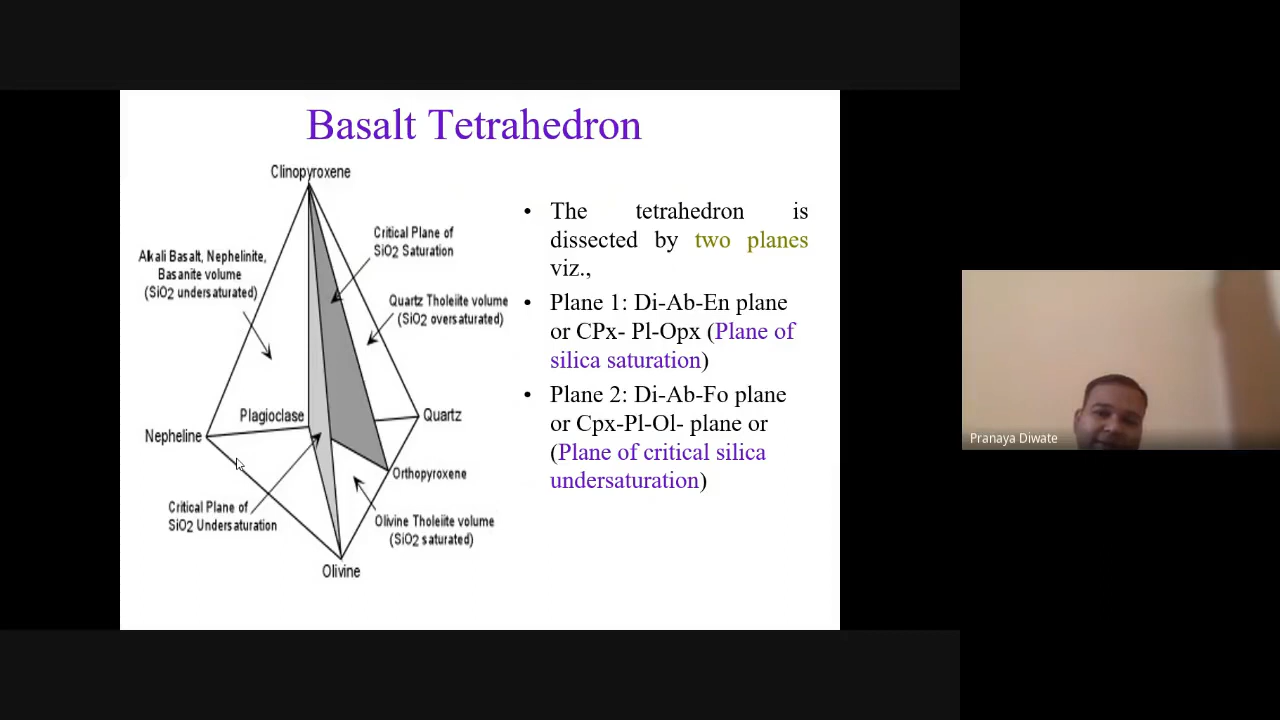 Basalt Tetrahedron
Clinopyroxene
Critical Plane of
SiO2 Saturation
Alkali Basalt, Nephelinite,
Basanite volume
(SiO2 undersaturated)
Quartz Tholeiite volume
(SiO2 oversaturated)
Plagioclase
Quartz
Nepheline
Orthopyroxene
Critical Plane of
SiO2 Undersaturation
Olivine Tholeiite volume
(SiO2 saturated)
Olivine
• The tetrahedron is
dissected by two planes
viz.,
• Plane 1: Di-Ab-En plane
or CPx- Pl-Opx (Plane of
silica saturation)
• Plane 2: Di-Ab-Fo plane
or Cpx-Pl-Ol- plane or
(Plane of critical silica
undersaturation)
Pranaya Diwate